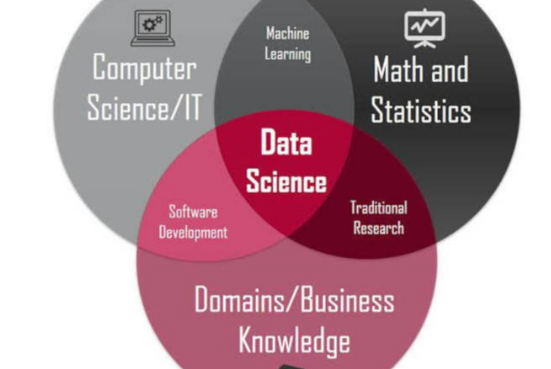 Machine
Learning
Computer
Science/IT
Math and
Statistics
Data
Science
Software
Development
Traditional
Research
Domains/Business
Knowledge